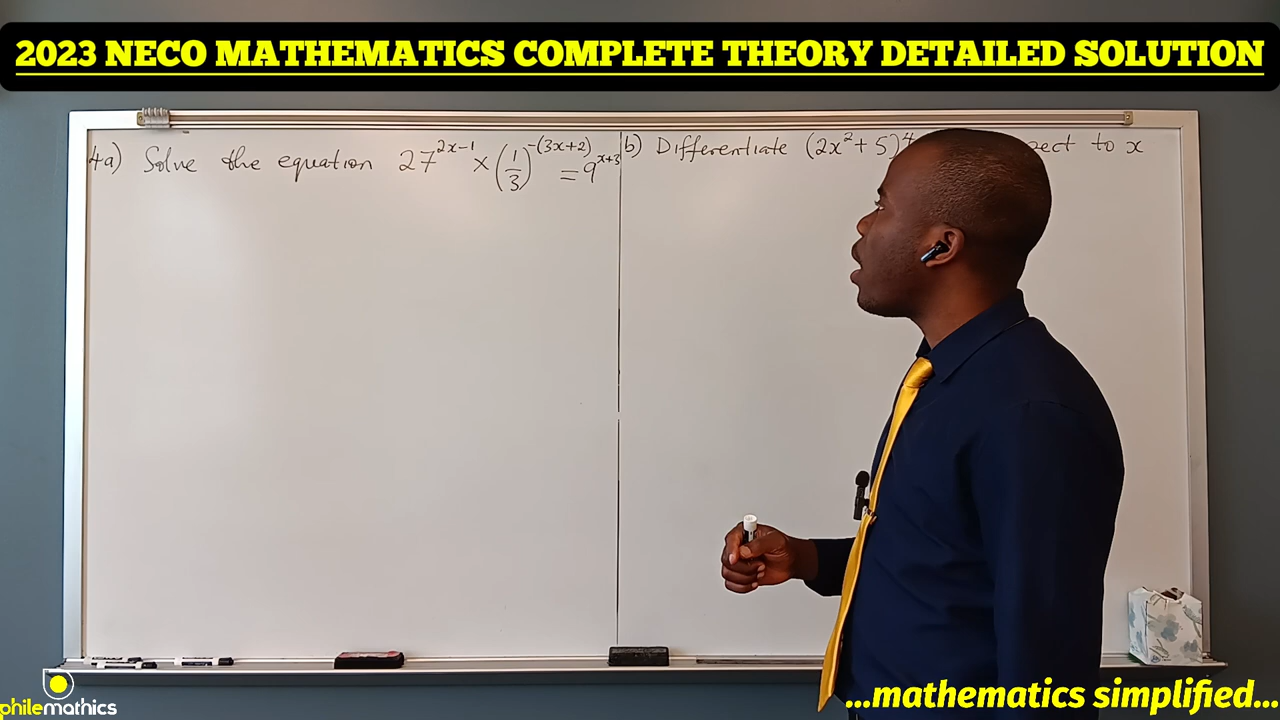 2023 NECO MATHEMATICS COMPLETE THEORY DETAILED SOLUTION
4a) Solve the equation 27^(2x-1) × (1/3)^(-(3x+2)) = 9^(x+3)
b) Differentiate (2x² + 5)⁴ to x
philemathics
...mathematics simplified...